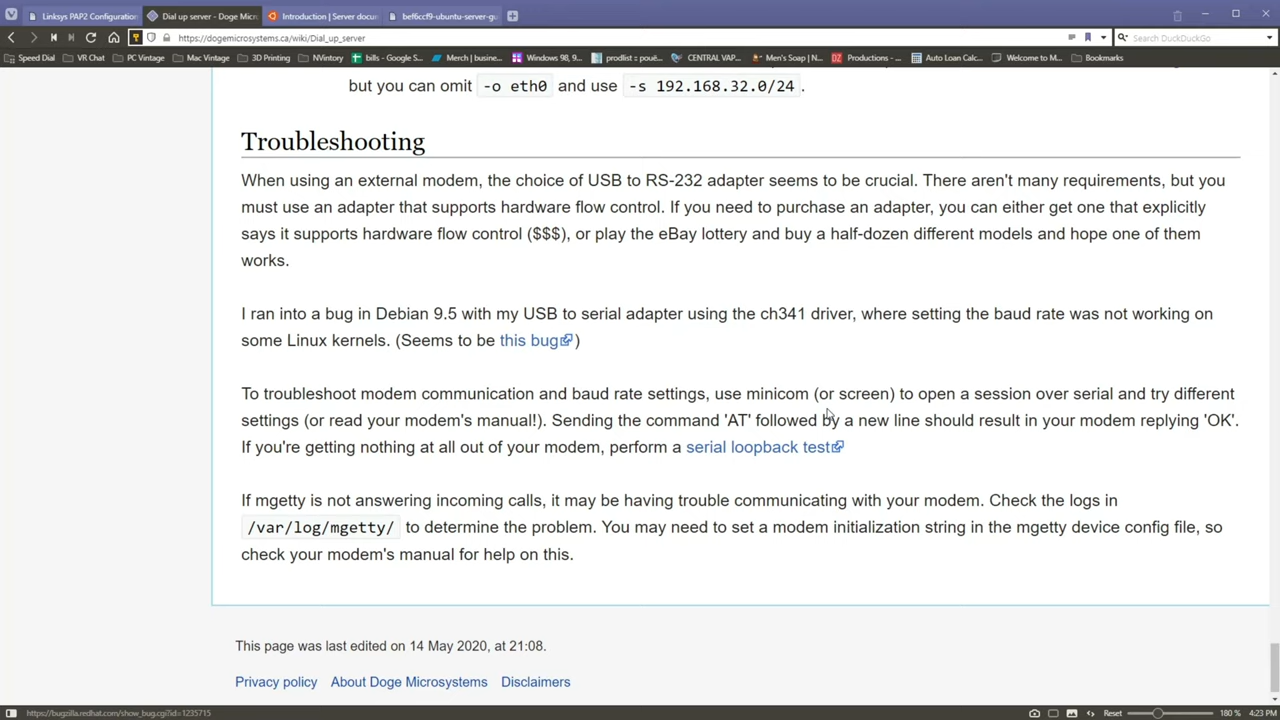 Linksys PAP2 Configuration
Dial up server - Doge Micr
Introduction | Server docu
bef6ccf9-ubuntu-server-gu
https://dogemicrosystems.ca/wiki/Dial_up_server
Search DuckDuckGo
Speed Dial
VR Chat
PC Vintage
Mac Vintage
3D Printing
NVintory
bills - Google S...
Merch | busine...
Windows 98, 9...
prodlist :: pouë...
CENTRAL VAP...
Men's Soap | N...
Productions - ...
Auto Loan Calc...
Welcome to M...
Bookmarks
but you can omit -o eth0 and use -s 192.168.32.0/24.
Troubleshooting
When using an external modem, the choice of USB to RS-232 adapter seems to be crucial. There aren't many requirements, but you
must use an adapter that supports hardware flow control. If you need to purchase an adapter, you can either get one that explicitly
says it supports hardware flow control ($$$), or play the eBay lottery and buy a half-dozen different models and hope one of them
works.
I ran into a bug in Debian 9.5 with my USB to serial adapter using the ch341 driver, where setting the baud rate was not working on
some Linux kernels. (Seems to be this bug)
To troubleshoot modem communication and baud rate settings, use minicom (or screen) to open a session over serial and try different
settings (or read your modem's manual!). Sending the command 'AT' followed by a new line should result in your modem replying 'OK'.
If you're getting nothing at all out of your modem, perform a serial loopback test
If mgetty is not answering incoming calls, it may be having trouble communicating with your modem. Check the logs in
/var/log/mgetty/ to determine the problem. You may need to set a modem initialization string in the mgetty device config file, so
check your modem's manual for help on this.
This page was last edited on 14 May 2020, at 21:08.
Privacy policy About Doge Microsystems Disclaimers
https://bugzilla.redhat.com/show_bug.cgi?id=1235715
Reset
180 %
4:23 PM